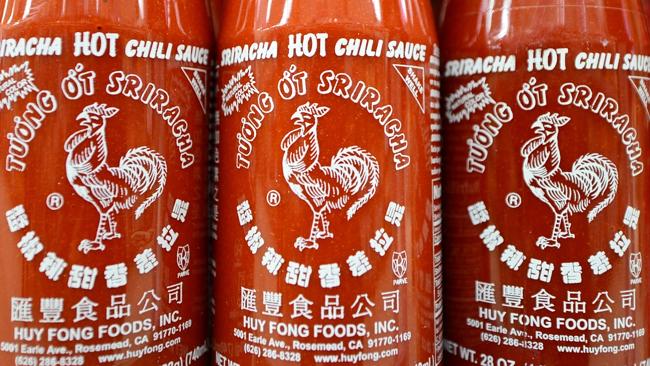 SRIRACHA HOT CHILI SAUCE
TƯƠNG ỚT SRIRACHA
®
醬椒辣甜香差拉是
PARVE
匯豐食品公司
HUY FONG FOODS, INC.
5001 Earle Ave., Rosemead, CA 91770-1169
(626) 286-8328 www.huyfong.com
SRIRACHA HOT CHILI SAUCE
SHAKE WELL
TƯƠNG ỚT SRIRACHA
®
醬椒辣甜香差拉是
PARVE
匯豐食品公司
HUY FONG FOODS, INC.
5001 Earle Ave., Rosemead, CA 91770-1169
(626) 286-8328 www.huyfong.com
SRIRACHA HOT CHILI SAUCE
TƯƠNG ỚT SRIRACHA
®
醬椒辣甜香差拉是
PARVE
匯豐食品公司
HUY FONG FOODS, INC.
5001 Earle Ave., Rosemead, CA 91770-1169
(626) 286-8328 www.huyfong.com
NET WT. 28 OZ.